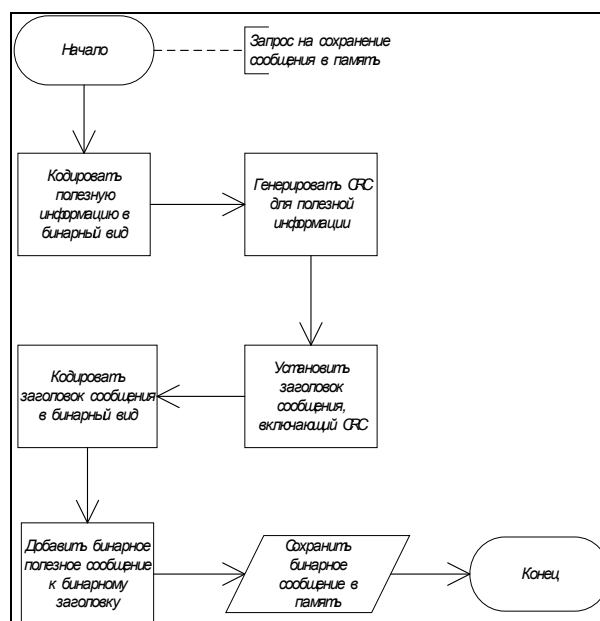 Начало
Запрос на сохранение
сообщения в память
Кодировать
полезную
информацию в
бинарный вид
Генерировать CRC
для полезной
информации
Кодировать
заголовок сообщения
в бинарный вид
Установить
заголовок
сообщения,
включающий CRC
Добавить бинарное
полезное сообщение
к бинарному
заголовку
Сохранить
бинарное
сообщение в
память
Конец